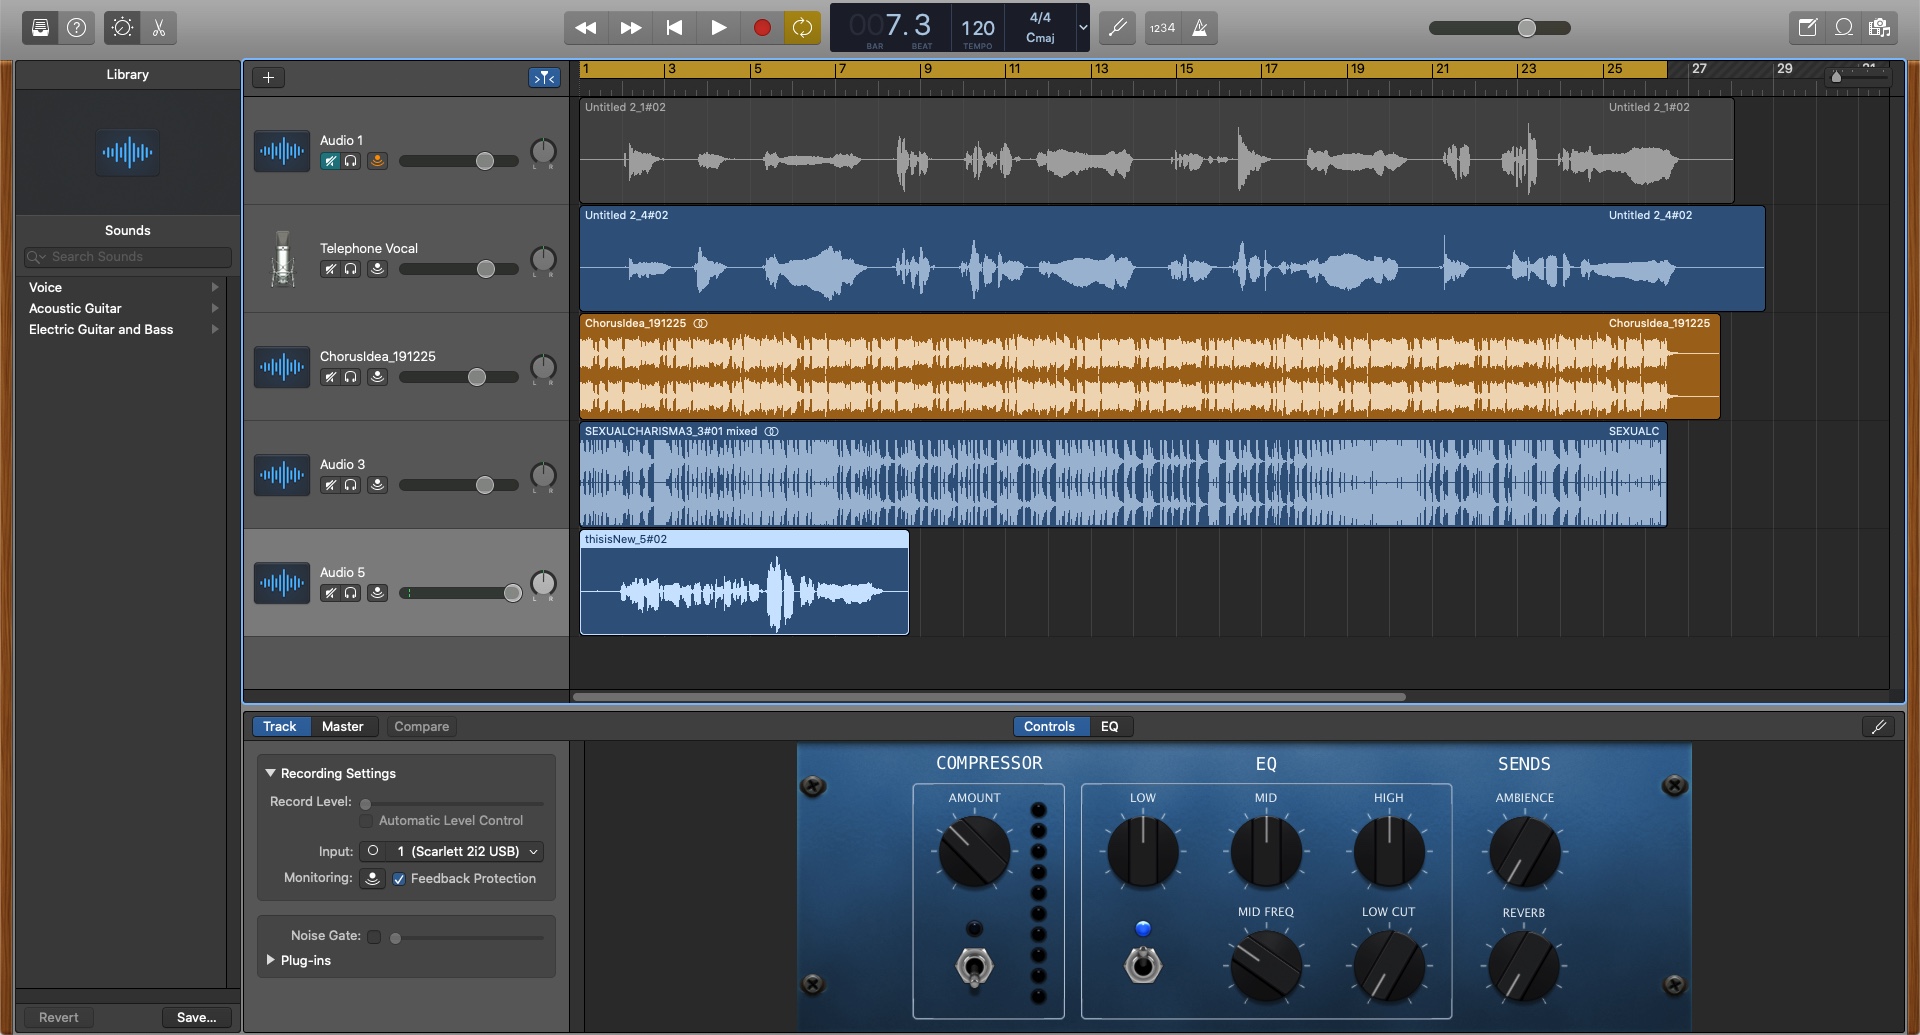 1234
007.3
BAR BEAT
120
TEMPO
4/4
Cmaj
Library
Sounds
Search Sounds
Voice
Acoustic Guitar
Electric Guitar and Bass
Revert
Save...
1 3 5 7 9 11 13 15 17 19 21 23 25 27 29 31
Audio 1
L R
Untitled 2_1#02
Untitled 2_1#02
Telephone Vocal
L R
Untitled 2_4#02
Untitled 2_4#02
ChorusIdea_191225
L R
ChorusIdea_191225
ChorusIdea_191225
Audio 3
L R
SEXUALCHARISMA3_3#01 mixed
SEXUALC
Audio 5
L R
thisisNew_5#02
Track
Master
Compare
Controls
EQ
Recording Settings
Record Level:
Automatic Level Control
Input: 1 (Scarlett 2i2 USB)
Monitoring: Feedback Protection
Noise Gate:
Plug-ins
COMPRESSOR
AMOUNT
EQ
LOW
MID
HIGH
MID FREQ
LOW CUT
SENDS
AMBIENCE
REVERB